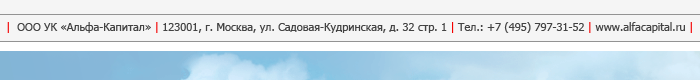 | ООО УК «Альфа-Капитал» | 123001, г. Москва, ул. Садовая-Кудринская, д. 32 стр. 1 | Тел.: +7 (495) 797-31-52 | www.alfacapital.ru |